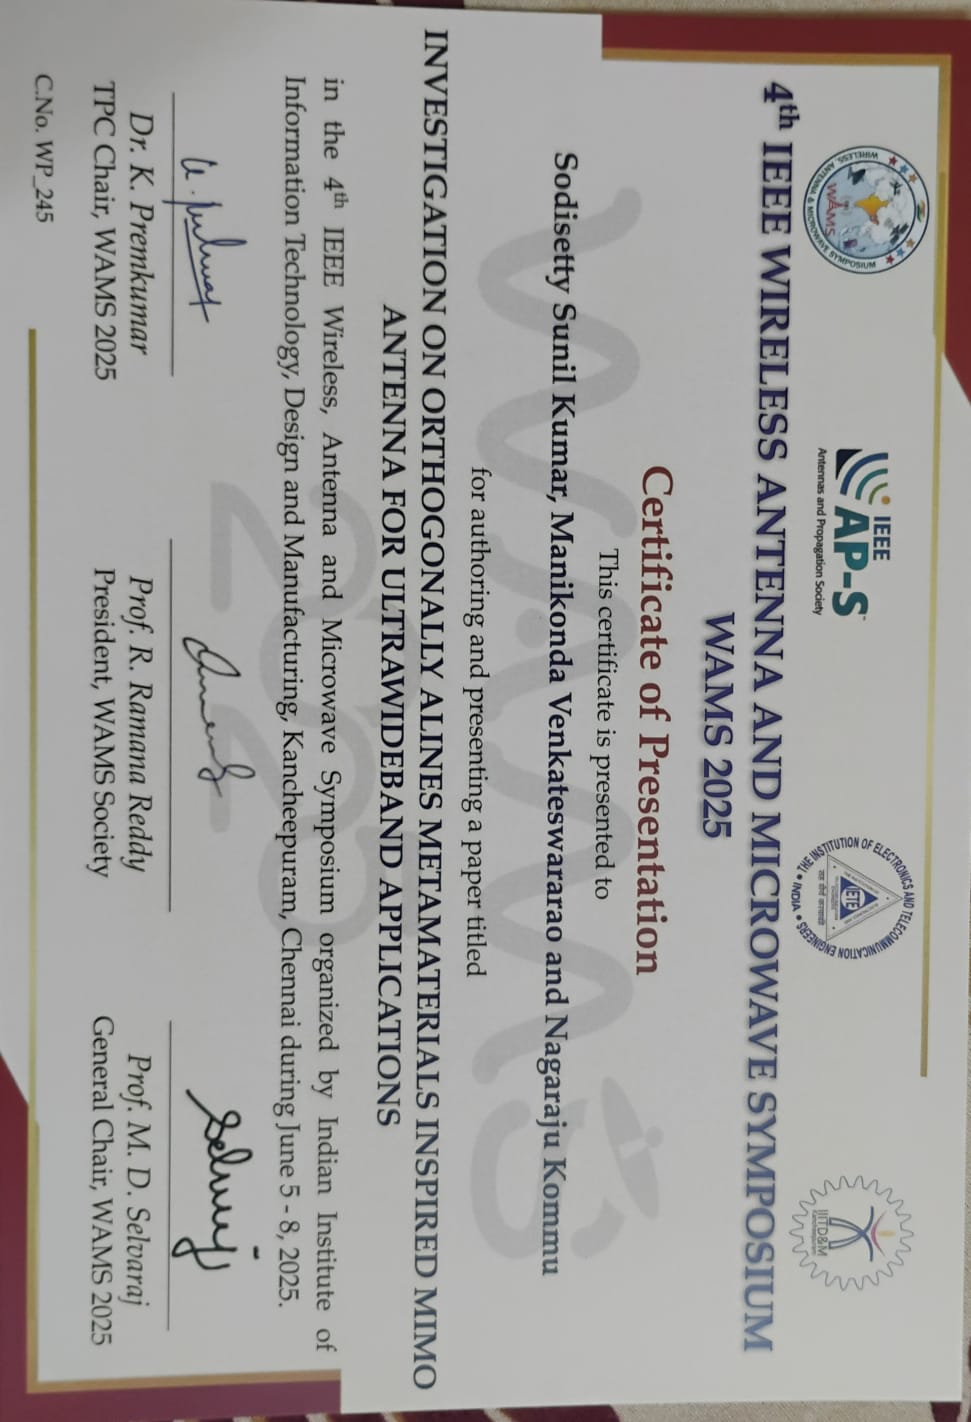 WIRELESS, ANTENNA & MICROWAVE SYMPOSIUM
WAMS
IEEE
AP-S
Antennas and Propagation Society
THE INSTITUTION OF ELECTRONICS AND TELECOMMUNICATION ENGINEERS
IETE
• INDIA •
IIITD&M
Kancheepuram
4th IEEE WIRELESS ANTENNA AND MICROWAVE SYMPOSIUM
WAMS 2025
Certificate of Presentation
This certificate is presented to
Sodisetty Sunil Kumar, Manikonda Venkateswararao and Nagaraju Kommu
for authoring and presenting a paper titled
INVESTIGATION ON ORTHOGONALLY ALINES METAMATERIALS INSPIRED MIMO
ANTENNA FOR ULTRAWIDEBAND APPLICATIONS
in the 4th IEEE Wireless, Antenna and Microwave Symposium organized by Indian Institute of
Information Technology, Design and Manufacturing, Kancheepuram, Chennai during June 5 - 8, 2025.
Dr. K. Premkumar
TPC Chair, WAMS 2025
Prof. R. Ramana Reddy
President, WAMS Society
Prof. M. D. Selvaraj
General Chair, WAMS 2025
C.No. WP_245
WAMS
2025